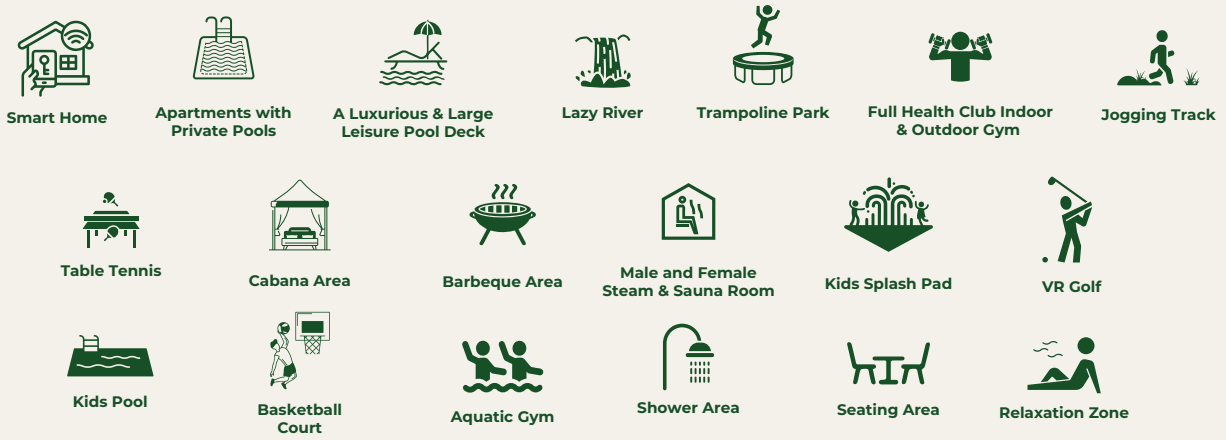 Smart Home
Apartments with
Private Pools
A Luxurious & Large
Leisure Pool Deck
Lazy River
Trampoline Park
Full Health Club Indoor
& Outdoor Gym
Jogging Track
Table Tennis
Cabana Area
Barbeque Area
Male and Female
Steam & Sauna Room
Kids Splash Pad
VR Golf
Kids Pool
Basketball
Court
Aquatic Gym
Shower Area
Seating Area
Relaxation Zone